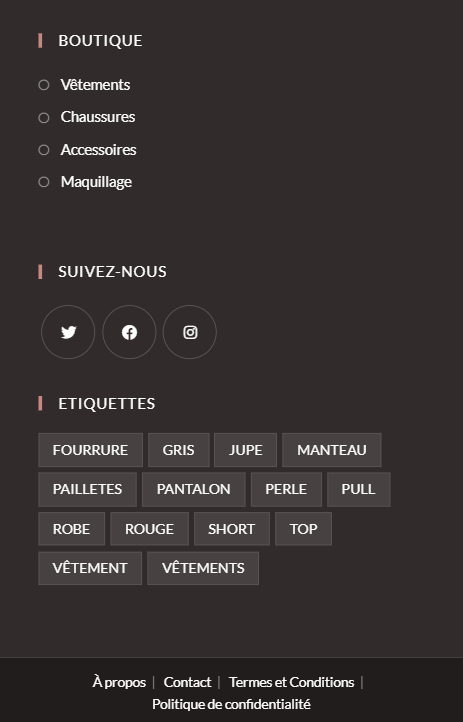 BOUTIQUE
Vêtements
Chaussures
Accessoires
Maquillage
SUIVEZ-NOUS
ETIQUETTES
FOURRURE GRIS JUPE MANTEAU
PAILLETES PANTALON PERLE PULL
ROBE ROUGE SHORT TOP
VÊTEMENT VÊTEMENTS
À propos | Contact | Termes et Conditions |
Politique de confidentialité